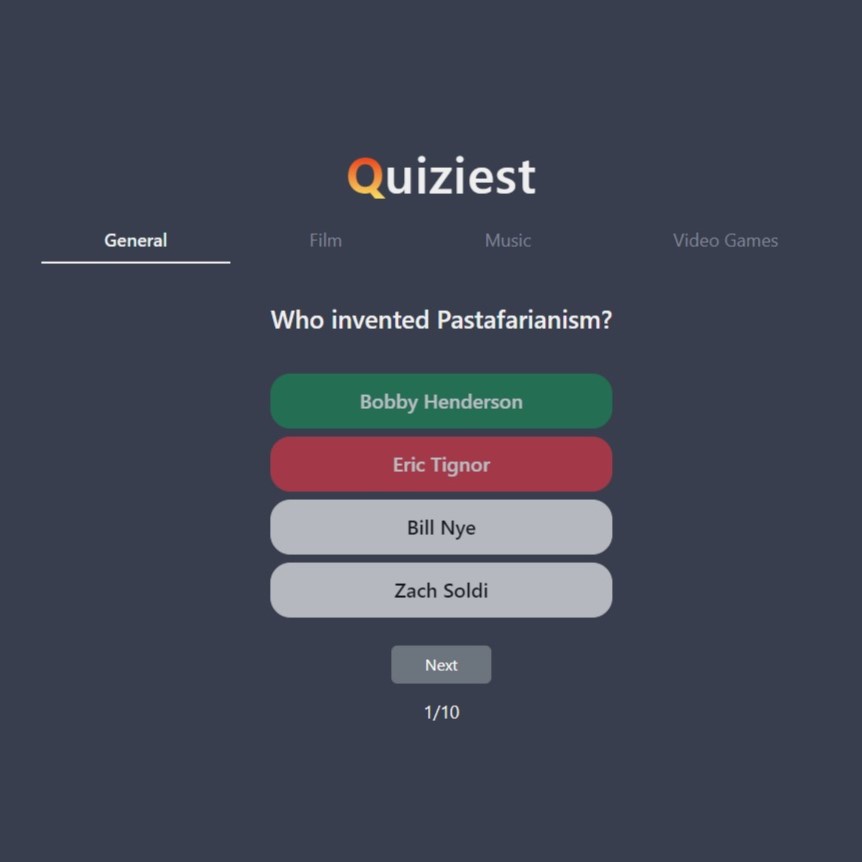 Quiziest
General Film Music Video Games
Who invented Pastafarianism?
Bobby Henderson
Eric Tignor
Bill Nye
Zach Soldi
Next
1/10